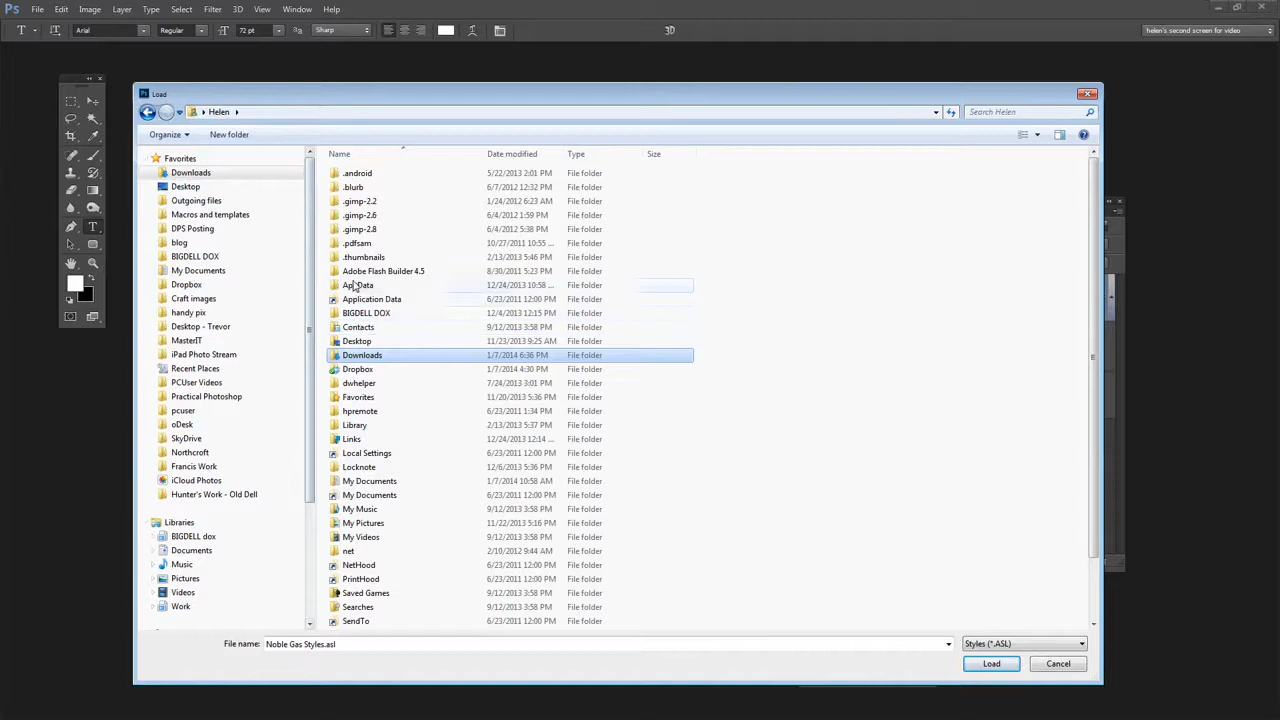 Ps File Edit Image Layer Type Select Filter 3D View Window Help
T Arial Regular 72 pt aa Sharp 3D helen's second screen for video
Load
Helen Search Helen
Organize New folder
Name Date modified Type Size
Favorites
Downloads
Desktop
Outgoing files
Macros and templates
DPS Posting
blog
BIGDELL DOX
My Documents
Dropbox
Craft images
handy pix
Desktop - Trevor
MasterIT
iPad Photo Stream
Recent Places
PCUser Videos
Practical Photoshop
pcuser
oDesk
SkyDrive
Northcroft
Francis Work
iCloud Photos
Hunter's Work - Old Dell
Libraries
BIGDELL dox
Documents
Music
Pictures
Videos
Work
.android 5/22/2013 2:01 PM File folder
.blurb 6/7/2012 12:32 PM File folder
.gimp-2.2 1/24/2012 6:23 AM File folder
.gimp-2.6 6/4/2012 1:59 PM File folder
.gimp-2.8 6/4/2012 5:38 PM File folder
.pdfsam 10/27/2011 10:55 ... File folder
.thumbnails 2/13/2013 5:46 PM File folder
Adobe Flash Builder 4.5 8/30/2011 5:23 PM File folder
AppData 12/24/2013 10:58 ... File folder
Application Data 6/23/2011 12:00 PM File folder
BIGDELL DOX 12/4/2013 12:15 PM File folder
Contacts 9/12/2013 3:58 PM File folder
Desktop 11/23/2013 9:25 AM File folder
Downloads 1/7/2014 6:36 PM File folder
Dropbox 1/7/2014 4:30 PM File folder
dwhelper 7/24/2013 3:01 PM File folder
Favorites 11/20/2013 5:36 PM File folder
hpremote 6/23/2011 1:34 PM File folder
Library 2/13/2013 5:37 PM File folder
Links 12/24/2013 12:14 ... File folder
Local Settings 6/23/2011 12:00 PM File folder
Locknote 12/6/2013 5:36 PM File folder
My Documents 1/7/2014 10:58 AM File folder
My Documents 6/23/2011 12:00 PM File folder
My Music 9/12/2013 3:58 PM File folder
My Pictures 11/22/2013 5:16 PM File folder
My Videos 9/12/2013 3:58 PM File folder
net 2/10/2012 9:44 AM File folder
NetHood 6/23/2011 12:00 PM File folder
PrintHood 6/23/2011 12:00 PM File folder
Saved Games 9/12/2013 3:58 PM File folder
Searches 9/12/2013 3:58 PM File folder
SendTo 6/23/2011 12:00 PM File folder
File name: Noble Gas Styles.asl Styles (*.ASL)
Load Cancel